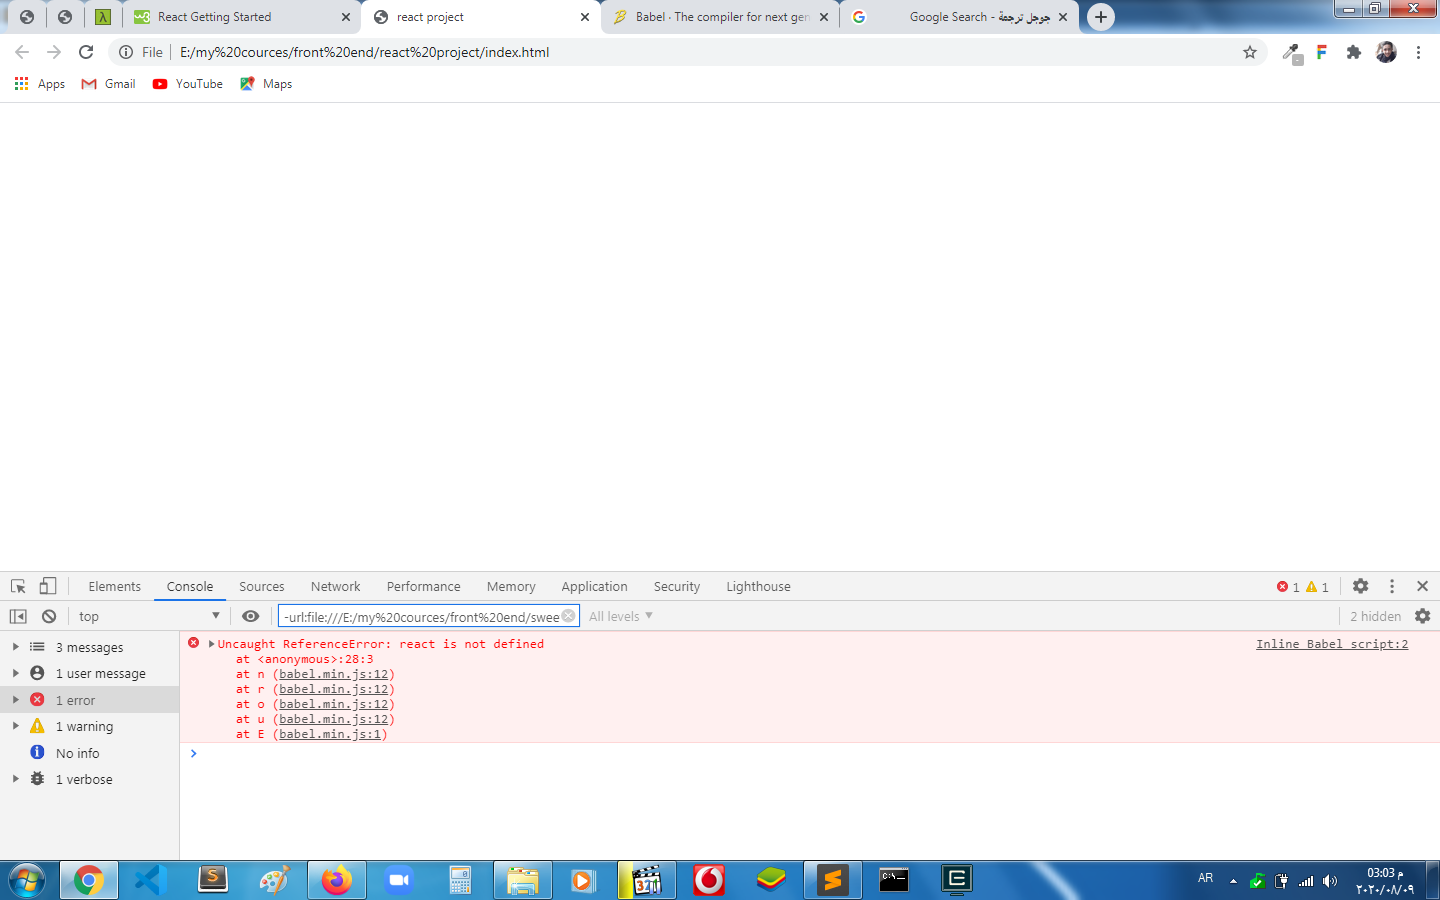 React Getting Started
react project
Babel · The compiler for next gen
Google Search - جوجل ترجمة
File
E:/my%20cources/front%20end/react%20project/index.html
Apps
Gmail
YouTube
Maps
Elements
Console
Sources
Network
Performance
Memory
Application
Security
Lighthouse
1
1
top
-url:file:///E:/my%20cources/front%20end/swee
All levels
2 hidden
3 messages
1 user message
1 error
1 warning
No info
1 verbose
Uncaught ReferenceError: react is not defined
Inline Babel script:2
at <anonymous>:28:3
at n (babel.min.js:12)
at r (babel.min.js:12)
at o (babel.min.js:12)
at u (babel.min.js:12)
at E (babel.min.js:1)
AR
03:03 م
٢٠٢٠/٠٨/٠٩